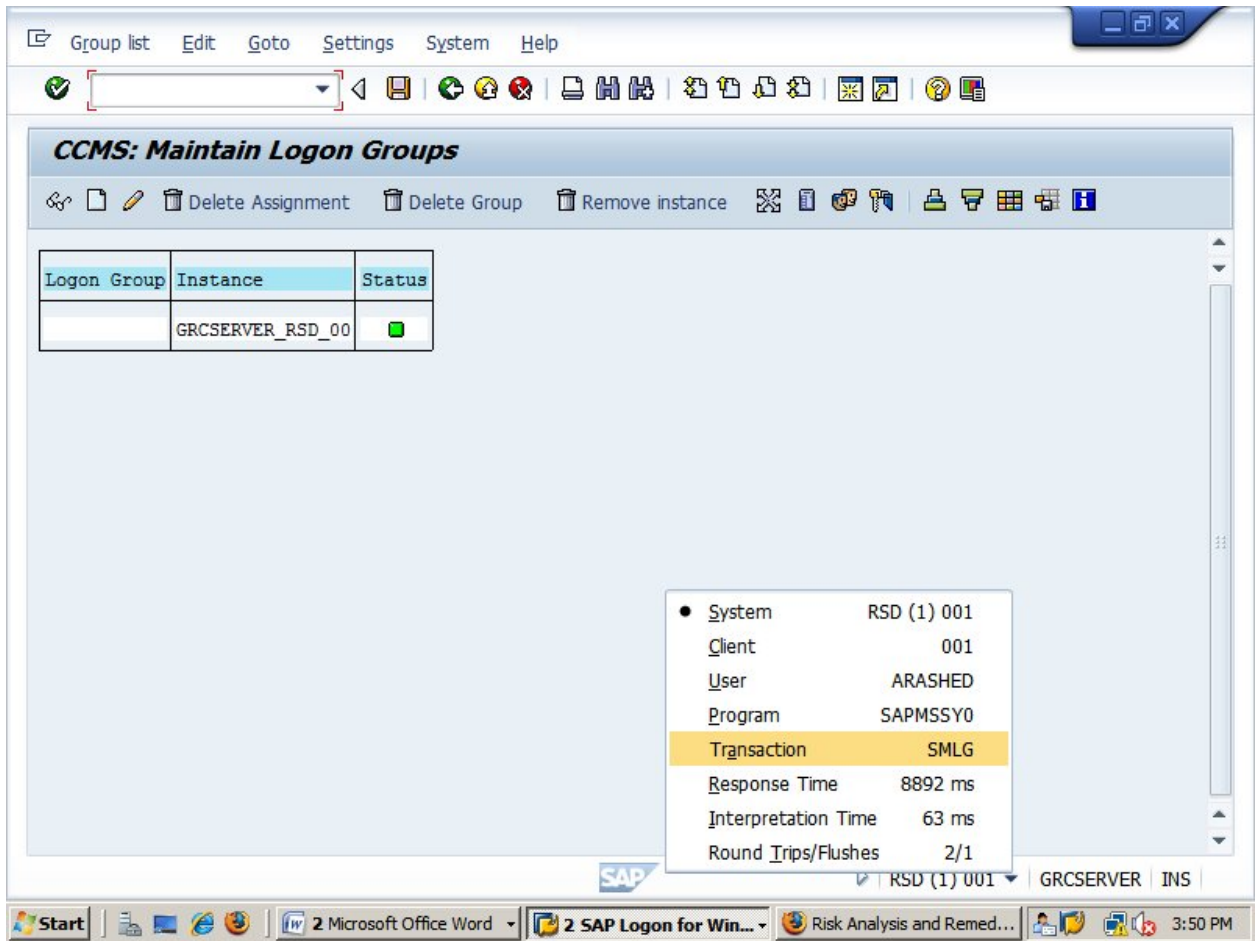 Group list Edit Goto Settings System Help
CCMS: Maintain Logon Groups
Delete Assignment Delete Group Remove instance
Logon Group Instance Status
GRCSERVER_RSD_00
System RSD (1) 001
Client 001
User ARASHED
Program SAPMSSY0
Transaction SMLG
Response Time 8892 ms
Interpretation Time 63 ms
Round Trips/Flushes 2/1
SAP RSD (1) 001 GRCSERVER INS
Start 2 Microsoft Office Word 2 SAP Logon for Win... Risk Analysis and Remed... 3:50 PM